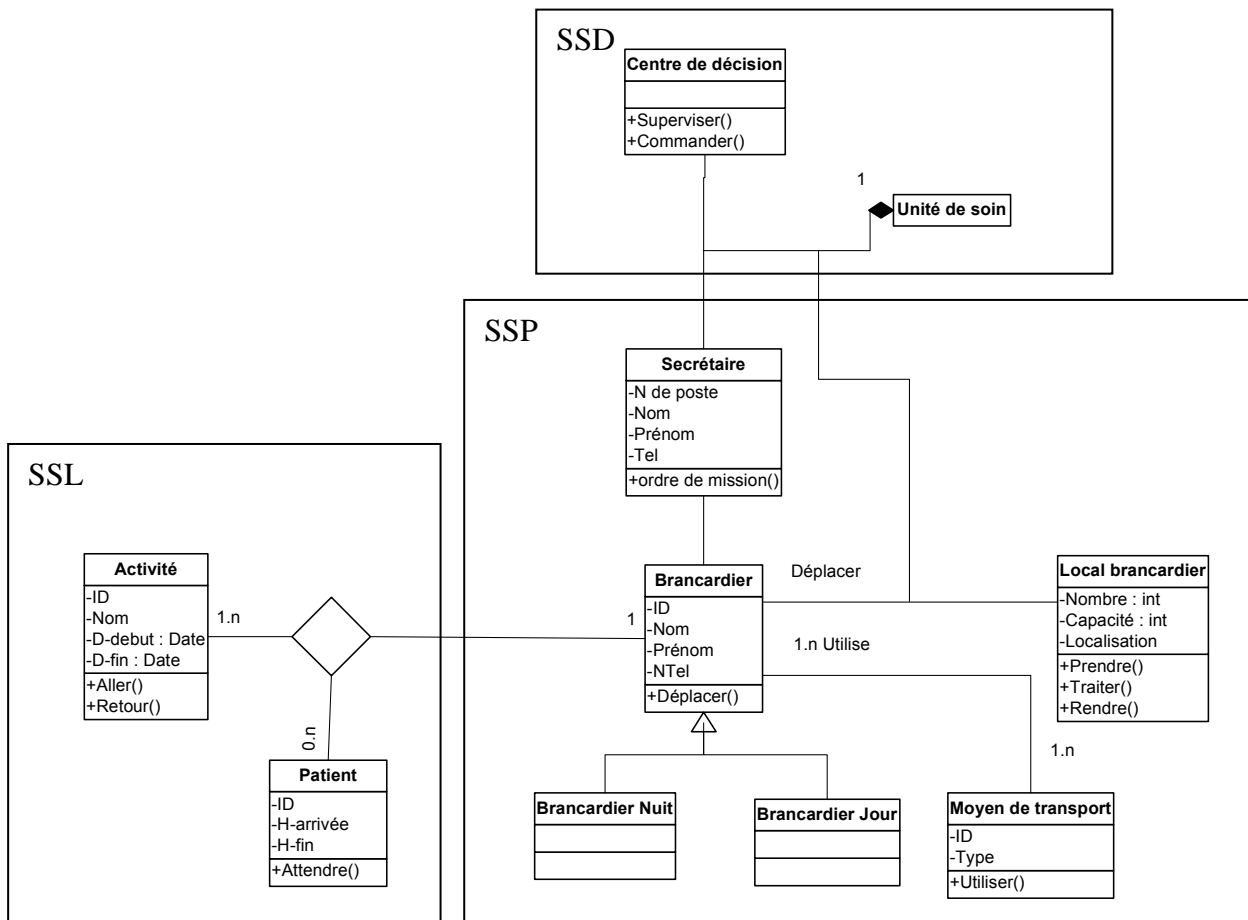 SSD
Centre de décision
+Superviser()
+Commander()
1
Unité de soin
SSP
Secrétaire
-N de poste
-Nom
-Prénom
-Tel
+ordre de mission()
SSL
Activité
-ID
-Nom
-D-debut : Date
-D-fin : Date
+Aller()
+Retour()
1.n
0.n
Patient
-ID
-H-arrivée
-H-fin
+Attendre()
1
Brancardier
-ID
-Nom
-Prénom
-NTel
+Déplacer()
Déplacer
1.n Utilise
Local brancardier
-Nombre : int
-Capacité : int
-Localisation
+Prendre()
+Traiter()
+Rendre()
1.n
Brancardier Nuit
Brancardier Jour
Moyen de transport
-ID
-Type
+Utiliser()